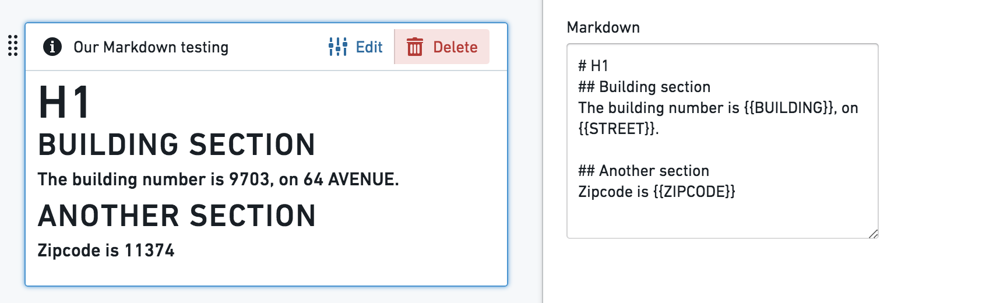 Our Markdown testing
Edit
Delete
H1
BUILDING SECTION
The building number is 9703, on 64 AVENUE.
ANOTHER SECTION
Zipcode is 11374
Markdown
# H1
## Building section
The building number is {{BUILDING}}, on
{{STREET}}.
## Another section
Zipcode is {{ZIPCODE}}